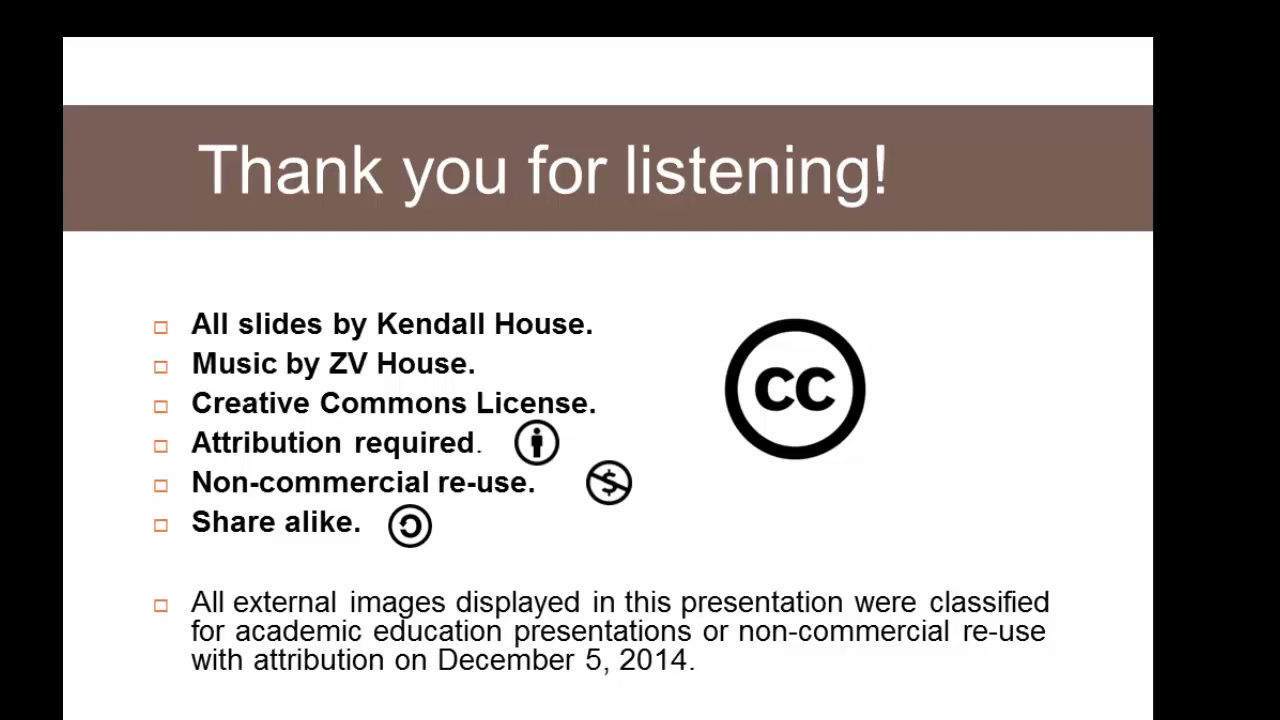 Thank you for listening!
All slides by Kendall House.
Music by ZV House.
Creative Commons License.
Attribution required.
Non-commercial re-use.
Share alike.
cc
$
All external images displayed in this presentation were classified
for academic education presentations or non-commercial re-use
with attribution on December 5, 2014.